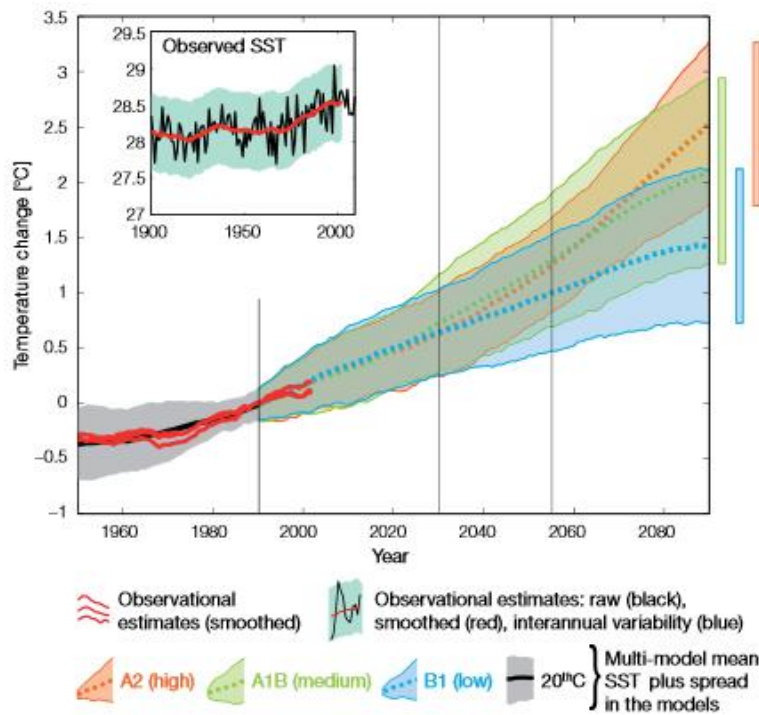 3.5
3
2.5
2
1.5
1
0.5
0
−0.5
−1
Temperature change [°C]
29.5
29
28.5
28
27.5
27
Observed SST
1900
1950
2000
1960
1980
2000
2020
2040
2060
2080
Year
Observational
estimates (smoothed)
Observational estimates: raw (black),
smoothed (red), interannual variability (blue)
A2 (high)
A1B (medium)
B1 (low)
20thC
Multi-model mean
SST plus spread
in the models